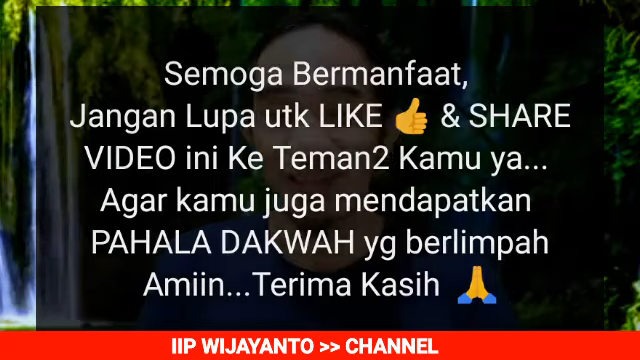 Semoga Bermanfaat,
Jangan Lupa utk LIKE 👍 & SHARE
VIDEO ini Ke Teman2 Kamu ya...
Agar kamu juga mendapatkan
PAHALA DAKWAH yg berlimpah
Amiin...Terima Kasih 🙏
IIP WIJAYANTO >> CHANNEL